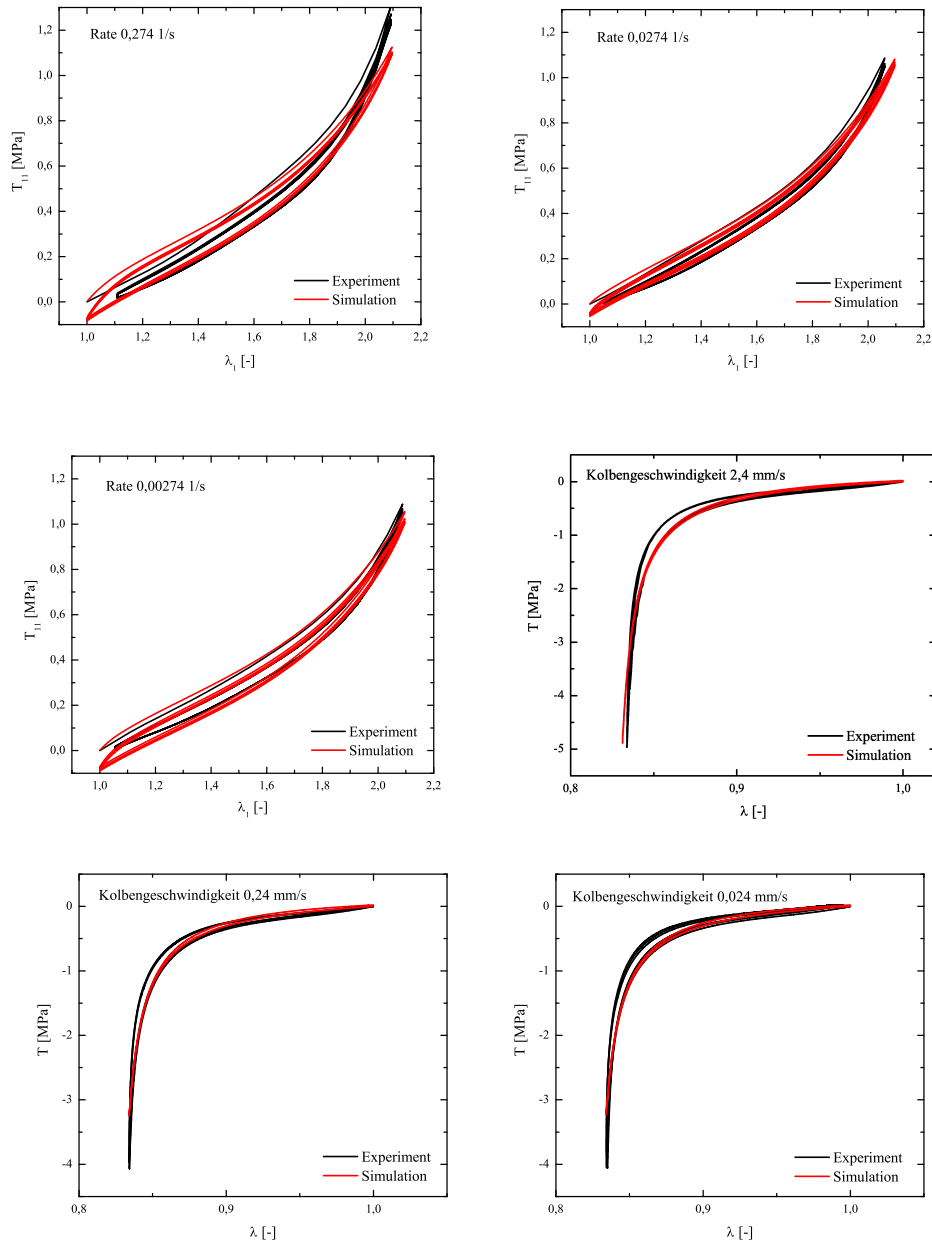 Rate 0,274 1/s
1,2
1,0
0,8
0,6
0,4
0,2
0,0
T11 [MPa]
Experiment
Simulation
1,0 1,2 1,4 1,6 1,8 2,0 2,2
λ1 [-]
Rate 0,0274 1/s
1,2
1,0
0,8
0,6
0,4
0,2
0,0
T11 [MPa]
Experiment
Simulation
1,0 1,2 1,4 1,6 1,8 2,0 2,2
λ1 [-]
Rate 0,00274 1/s
1,2
1,0
0,8
0,6
0,4
0,2
0,0
T11 [MPa]
Experiment
Simulation
1,0 1,2 1,4 1,6 1,8 2,0 2,2
λ1 [-]
Kolbengeschwindigkeit 2,4 mm/s
0
-1
-2
-3
-4
-5
T [MPa]
Experiment
Simulation
0,8 0,9 1,0
λ [-]
Kolbengeschwindigkeit 0,24 mm/s
0
-1
-2
-3
-4
T [MPa]
Experiment
Simulation
0,8 0,9 1,0
λ [-]
Kolbengeschwindigkeit 0,024 mm/s
0
-1
-2
-3
-4
T [MPa]
Experiment
Simulation
0,8 0,9 1,0
λ [-]